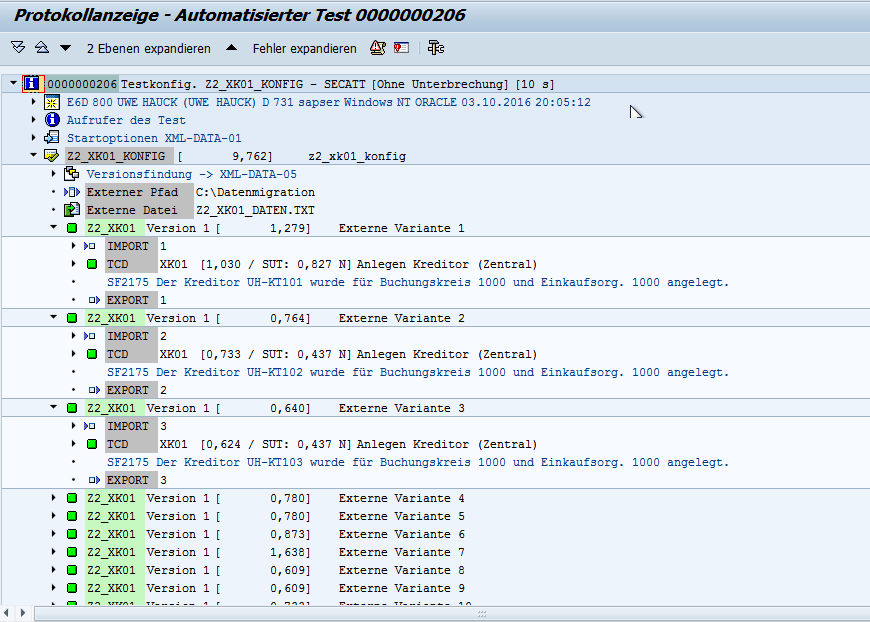 Protokollanzeige - Automatisierter Test 0000000206
2 Ebenen expandieren Fehler expandieren
0000000206 Testkonfig. Z2_XK01_KONFIG - SECATT [Ohne Unterbrechung] [10 s]
E6D 800 UWE HAUCK (UWE HAUCK) D 731 sapser Windows NT ORACLE 03.10.2016 20:05:12
Aufrufer des Test
Startoptionen XML-DATA-01
Z2_XK01_KONFIG [ 9,762] z2_xk01_konfig
Versionsfindung -> XML-DATA-05
Externer Pfad C:\Datenmigration
Externe Datei Z2_XK01_DATEN.TXT
Z2_XK01 Version 1 [ 1,279] Externe Variante 1
IMPORT 1
TCD XK01 [1,030 / SUT: 0,827 N] Anlegen Kreditor (Zentral)
SF2175 Der Kreditor UH-KT101 wurde für Buchungskreis 1000 und Einkaufsorg. 1000 angelegt.
EXPORT 1
Z2_XK01 Version 1 [ 0,764] Externe Variante 2
IMPORT 2
TCD XK01 [0,733 / SUT: 0,437 N] Anlegen Kreditor (Zentral)
SF2175 Der Kreditor UH-KT102 wurde für Buchungskreis 1000 und Einkaufsorg. 1000 angelegt.
EXPORT 2
Z2_XK01 Version 1 [ 0,640] Externe Variante 3
IMPORT 3
TCD XK01 [0,624 / SUT: 0,437 N] Anlegen Kreditor (Zentral)
SF2175 Der Kreditor UH-KT103 wurde für Buchungskreis 1000 und Einkaufsorg. 1000 angelegt.
EXPORT 3
Z2_XK01 Version 1 [ 0,780] Externe Variante 4
Z2_XK01 Version 1 [ 0,780] Externe Variante 5
Z2_XK01 Version 1 [ 0,873] Externe Variante 6
Z2_XK01 Version 1 [ 1,638] Externe Variante 7
Z2_XK01 Version 1 [ 0,609] Externe Variante 8
Z2_XK01 Version 1 [ 0,609] Externe Variante 9
Z2_XK01 Version 1 [ Externe Variante 10